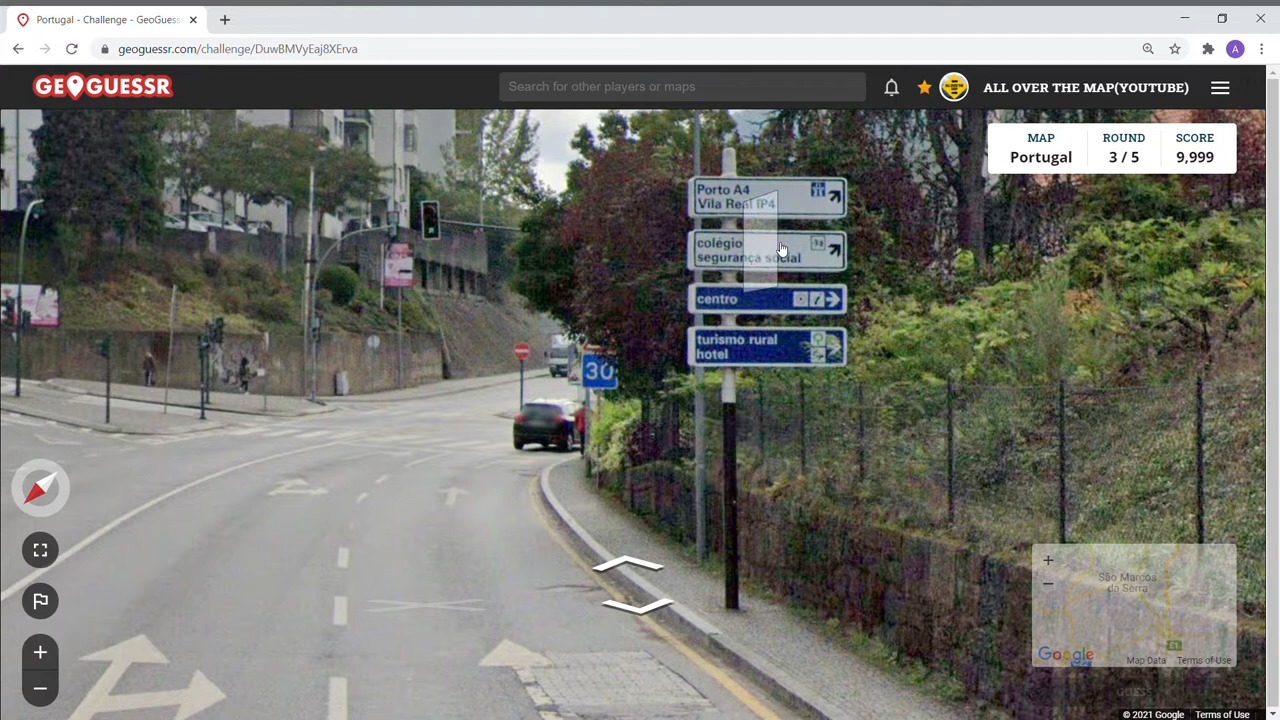 Portugal - Challenge - GeoGuess
geoguessr.com/challenge/DuwBMVyEaj8XErva
A
GEOGUESSR
Search for other players or maps
ALL OVER THE MAP(YOUTUBE)
MAP ROUND SCORE
Portugal 3 / 5 9,999
Porto A4
Vila Real IP4
colégio
segurança social
centro
turismo rural
hotel
30
São Marcos
da Serra
Google Map Data Terms of Use
GUESS
© 2021 Google Terms of Use